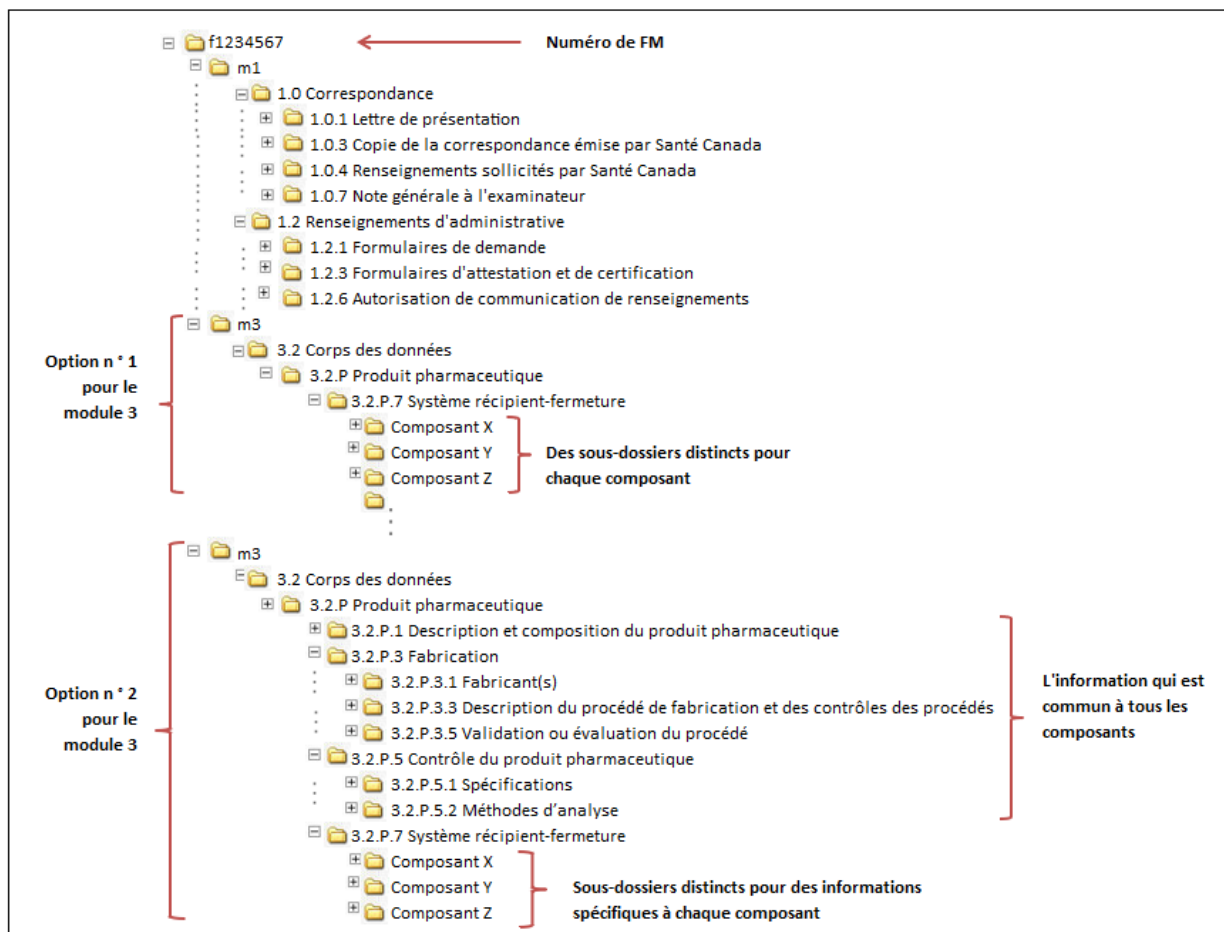 f1234567
Numéro de FM
m1
1.0 Correspondance
1.0.1 Lettre de présentation
1.0.3 Copie de la correspondance émise par Santé Canada
1.0.4 Renseignements sollicités par Santé Canada
1.0.7 Note générale à l'examinateur
1.2 Renseignements d'administrative
1.2.1 Formulaires de demande
1.2.3 Formulaires d'attestation et de certification
1.2.6 Autorisation de communication de renseignements
m3
Option n ° 1
pour le
module 3
3.2 Corps des données
3.2.P Produit pharmaceutique
3.2.P.7 Système récipient-fermeture
Composant X
Composant Y
Composant Z
Des sous-dossiers distincts pour
chaque composant
m3
3.2 Corps des données
3.2.P Produit pharmaceutique
3.2.P.1 Description et composition du produit pharmaceutique
3.2.P.3 Fabrication
3.2.P.3.1 Fabricant(s)
3.2.P.3.3 Description du procédé de fabrication et des contrôles des procédés
3.2.P.3.5 Validation ou évaluation du procédé
3.2.P.5 Contrôle du produit pharmaceutique
3.2.P.5.1 Spécifications
3.2.P.5.2 Méthodes d’analyse
Option n ° 2
pour le
module 3
L'information qui est
commun à tous les
composants
3.2.P.7 Système récipient-fermeture
Composant X
Composant Y
Composant Z
Sous-dossiers distincts pour des informations
spécifiques à chaque composant